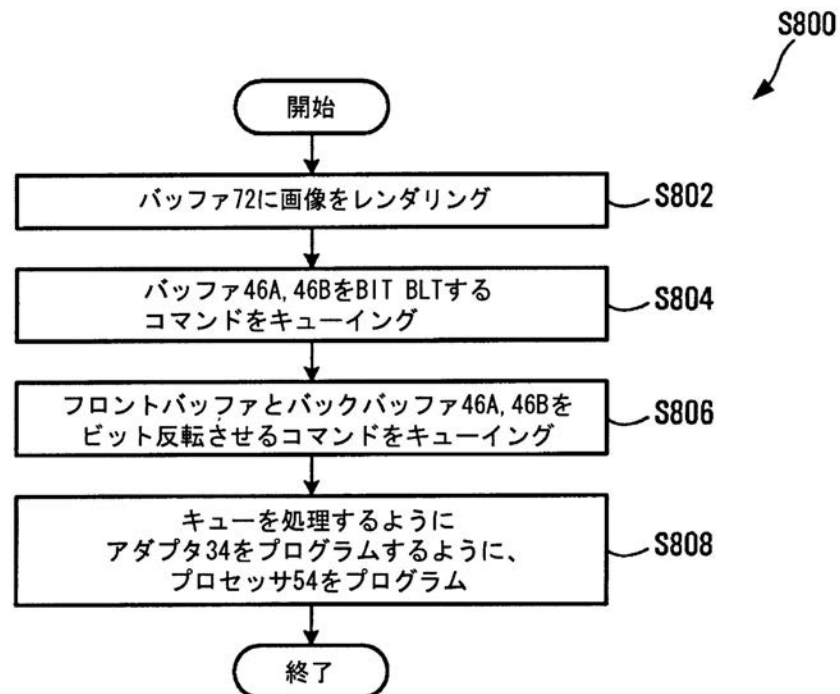 S800
開始
バッファ72に画像をレンダリング
S802
バッファ46A, 46BをBIT BLTする
コマンドをキューイング
S804
フロントバッファとバックバッファ46A, 46Bを
ビット反転させるコマンドをキューイング
S806
キューを処理するように
アダプタ34をプログラムするように、
プロセッサ54をプログラム
S808
終了